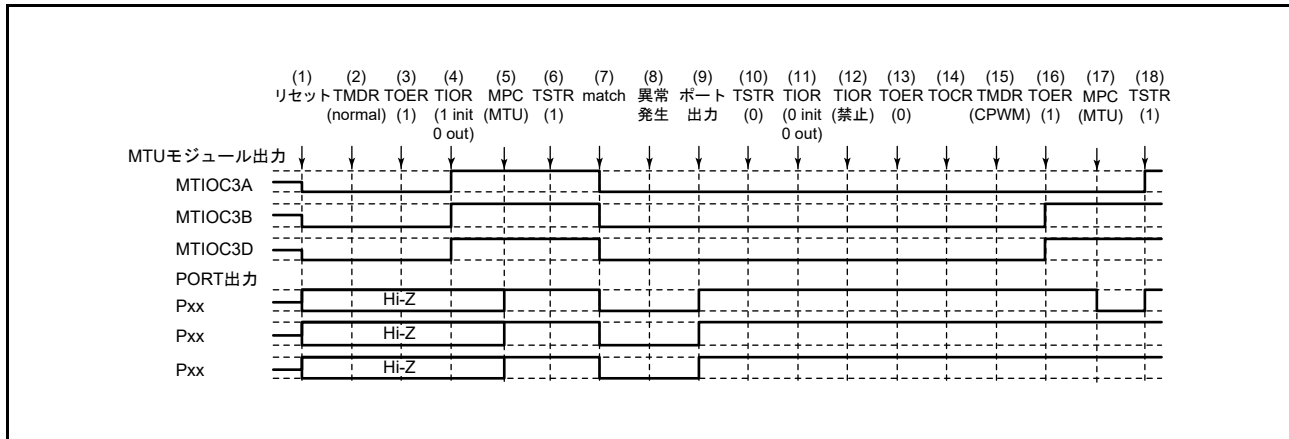 (1) (2) (3) (4) (5) (6) (7) (8) (9) (10) (11) (12) (13) (14) (15) (16) (17) (18)
リセット TMDR TOER TIOR MPC TSTR match 異常 ポート TSTR TIOR TIOR TOER TOCR TMDR TOER MPC TSTR
(normal) (1) (1 init (MTU) (1) 発生 出力 (0) (0 init (禁止) (0) (CPWM) (1) (MTU) (1)
0 out) 0 out)
MTUモジュール出力
MTIOC3A
MTIOC3B
MTIOC3D
PORT出力
Pxx Hi-Z
Pxx Hi-Z
Pxx Hi-Z